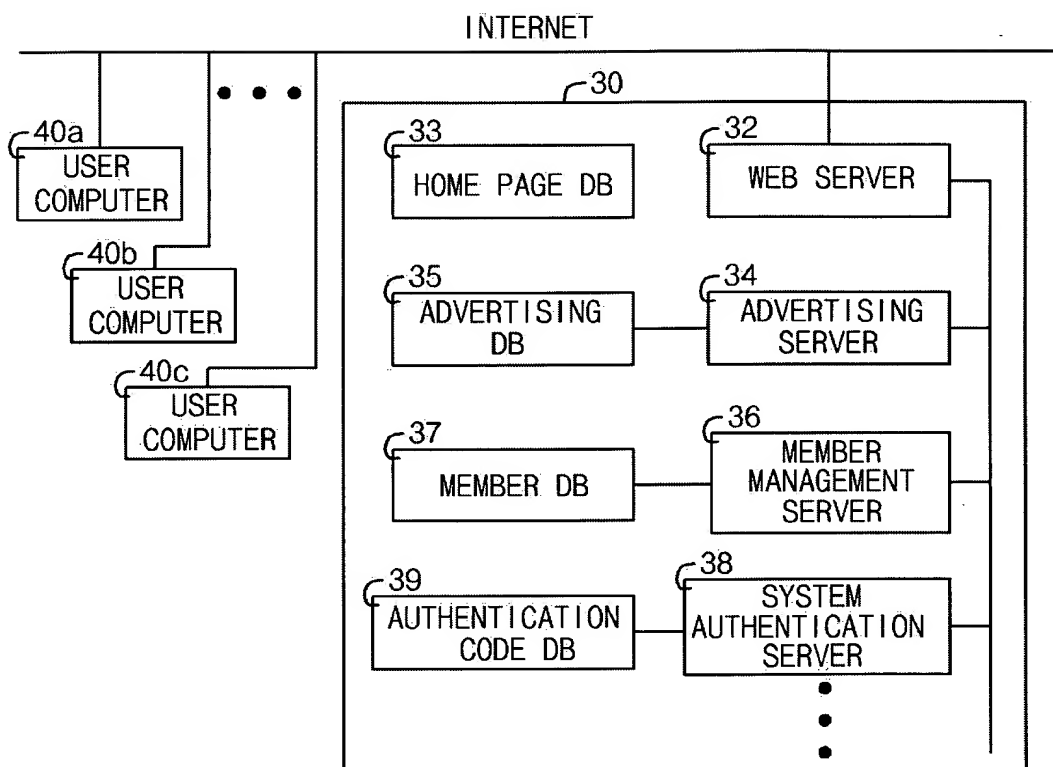 INTERNET
30
40a
USER
COMPUTER
40b
USER
COMPUTER
40c
USER
COMPUTER
33
HOME PAGE DB
32
WEB SERVER
35
ADVERTISING
DB
34
ADVERTISING
SERVER
37
MEMBER DB
36
MEMBER
MANAGEMENT
SERVER
39
AUTHENTICATION
CODE DB
38
SYSTEM
AUTHENTICATION
SERVER